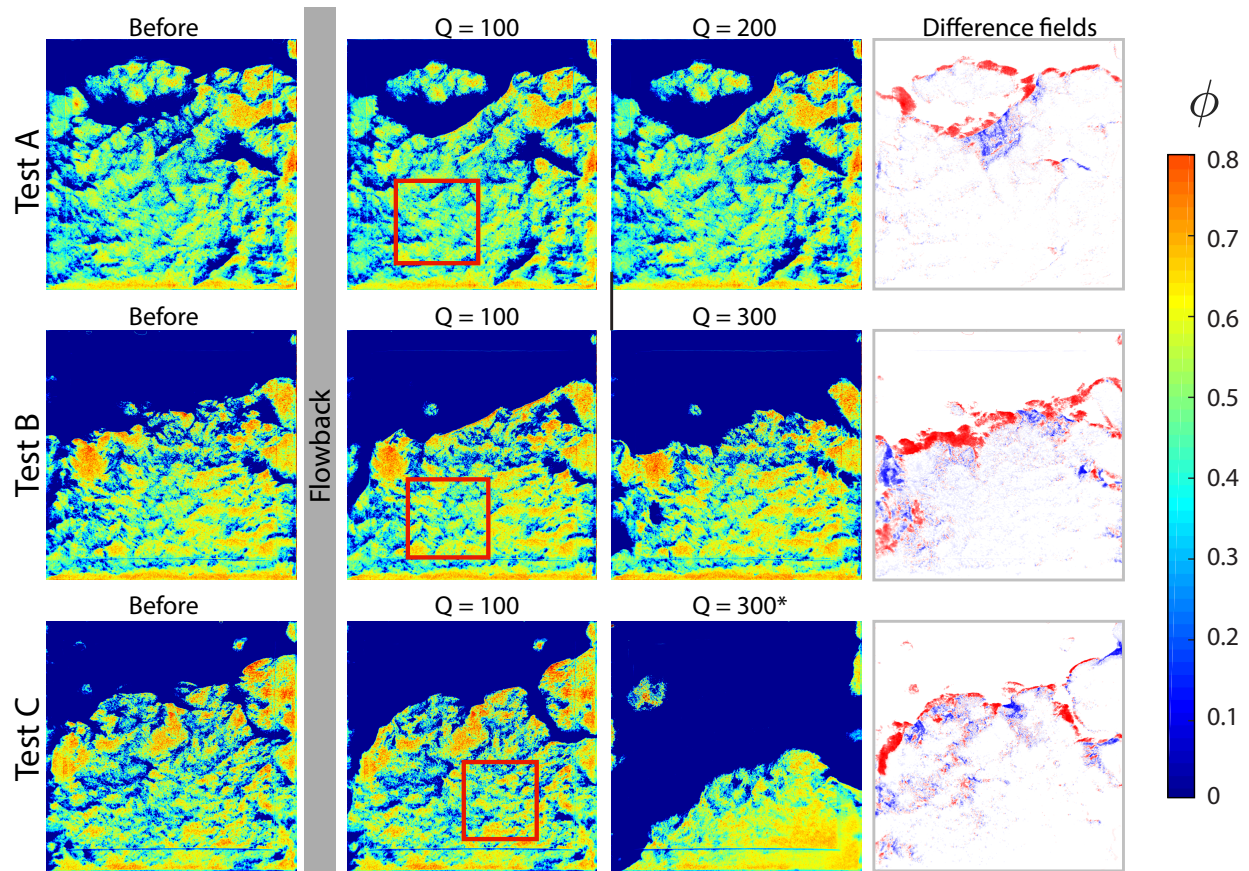 Before
Q = 100
Q = 200
Difference fields
Test A
ϕ
0.8
0.7
0.6
0.5
0.4
0.3
0.2
0.1
0
Flowback
Before
Q = 100
Q = 300
Test B
Before
Q = 100
Q = 300*
Test C